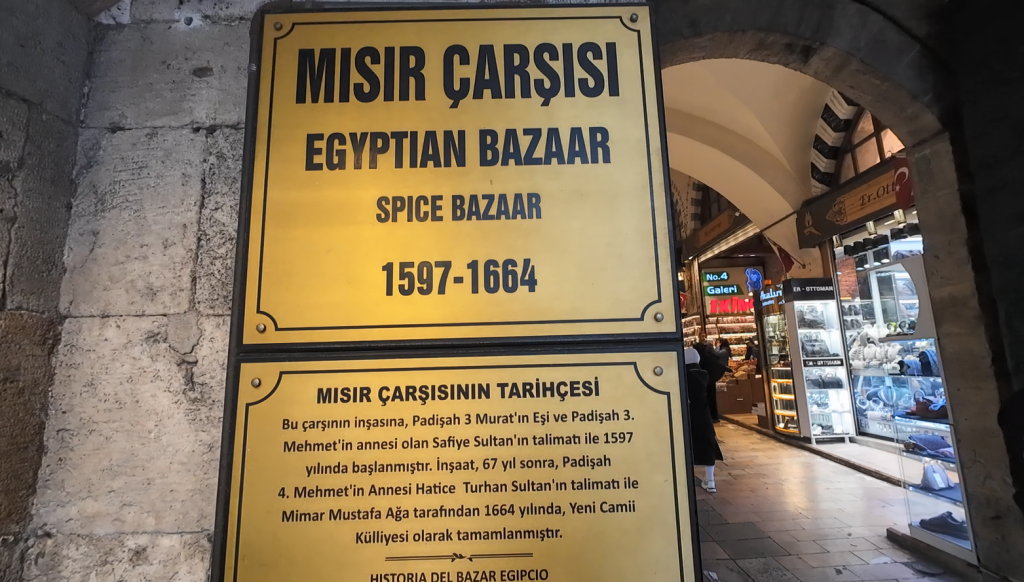 MISIR ÇARŞISI
EGYPTIAN BAZAAR
SPICE BAZAAR
1597-1664
MISIR ÇARŞISININ TARİHÇESİ
Bu çarşının inşasına, Padişah 3 Murat'ın Eşi ve Padişah 3.
Mehmet'in annesi olan Safiye Sultan'ın talimatı ile 1597
yılında başlanmıştır. İnşaat, 67 yıl sonra, Padişah
4. Mehmet'in Annesi Hatice Turhan Sultan'ın talimatı ile
Mimar Mustafa Ağa tarafından 1664 yılında, Yeni Camii
Külliyesi olarak tamamlanmıştır.
HISTORIA DEL BAZAR EGIPCIO
No.4
Galeri
ER - OTTOMAN